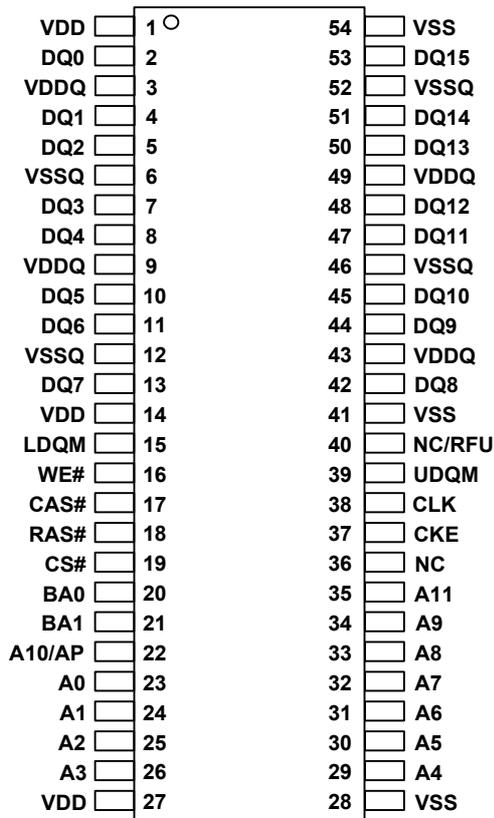 VDD 1 54 VSS
DQ0 2 53 DQ15
VDDQ 3 52 VSSQ
DQ1 4 51 DQ14
DQ2 5 50 DQ13
VSSQ 6 49 VDDQ
DQ3 7 48 DQ12
DQ4 8 47 DQ11
VDDQ 9 46 VSSQ
DQ5 10 45 DQ10
DQ6 11 44 DQ9
VSSQ 12 43 VDDQ
DQ7 13 42 DQ8
VDD 14 41 VSS
LDQM 15 40 NC/RFU
WE# 16 39 UDQM
CAS# 17 38 CLK
RAS# 18 37 CKE
CS# 19 36 NC
BA0 20 35 A11
BA1 21 34 A9
A10/AP 22 33 A8
A0 23 32 A7
A1 24 31 A6
A2 25 30 A5
A3 26 29 A4
VDD 27 28 VSS